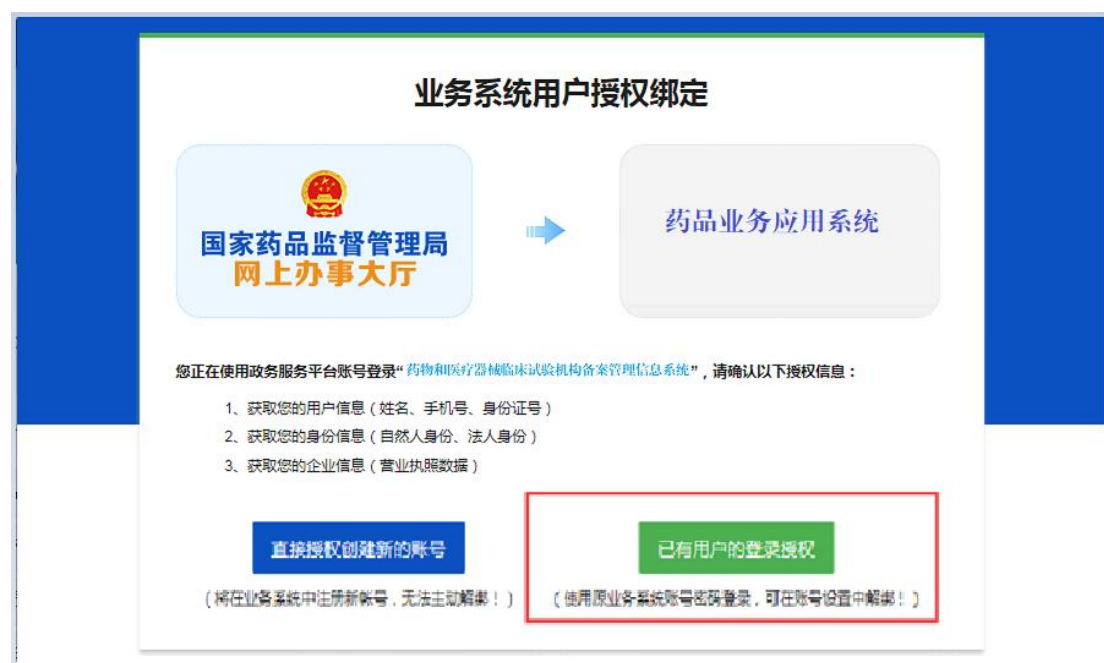 业务系统用户授权绑定
国家药品监督管理局
网上办事大厅
药品业务应用系统
您正在使用政务服务平台账号登录“药物和医疗器械临床试验机构备案管理信息系统”，请确认以下授权信息：
1、获取您的用户信息（姓名、手机号、身份证号）
2、获取您的身份信息（自然人身份、法人身份）
3、获取您的企业信息（营业执照数据）
直接授权创建新的账号
已有用户的登录授权
（将在业务系统中注册新帐号，无法主动解绑！）
（使用原业务系统账号密码登录，可在账号设置中解绑！）